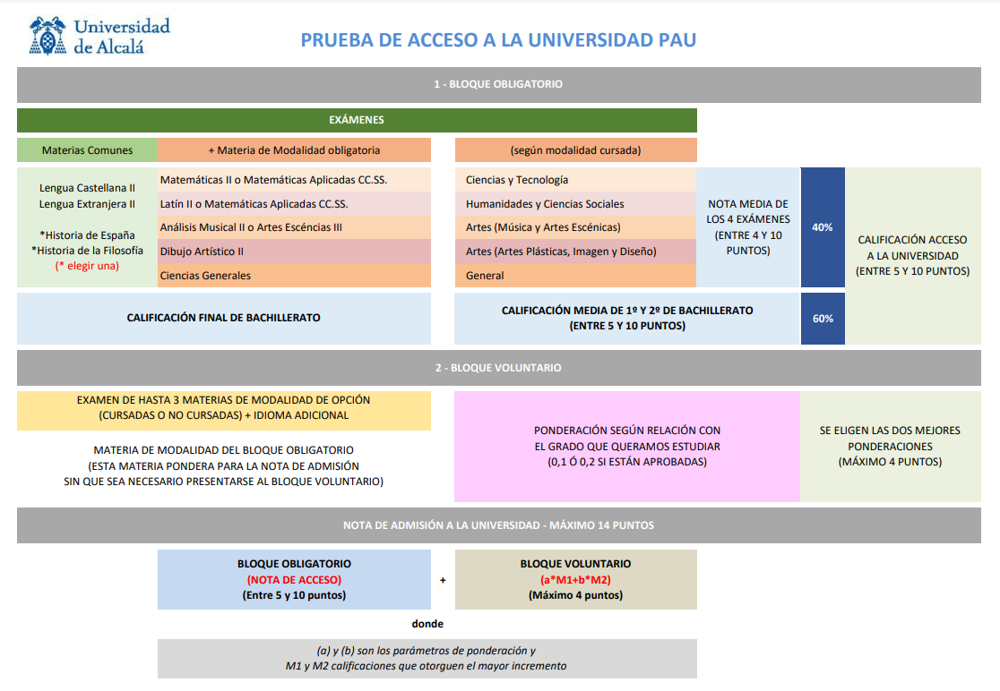 Universidad
de Alcalá
PRUEBA DE ACCESO A LA UNIVERSIDAD PAU
1 - BLOQUE OBLIGATORIO
EXÁMENES
Materias Comunes
+ Materia de Modalidad obligatoria
(según modalidad cursada)
Lengua Castellana II
Lengua Extranjera II
*Historia de España
*Historia de la Filosofía
(* elegir una)
Matemáticas II o Matemáticas Aplicadas CC.SS.
Latín II o Matemáticas Aplicadas CC.SS.
Análisis Musical II o Artes Escéncias III
Dibujo Artístico II
Ciencias Generales
Ciencias y Tecnología
Humanidades y Ciencias Sociales
Artes (Música y Artes Escénicas)
Artes (Artes Plásticas, Imagen y Diseño)
General
NOTA MEDIA DE
LOS 4 EXÁMENES
(ENTRE 4 Y 10
PUNTOS)
40%
CALIFICACIÓN ACCESO
A LA UNIVERSIDAD
(ENTRE 5 Y 10 PUNTOS)
CALIFICACIÓN FINAL DE BACHILLERATO
CALIFICACIÓN MEDIA DE 1º Y 2º DE BACHILLERATO
(ENTRE 5 Y 10 PUNTOS)
60%
2 - BLOQUE VOLUNTARIO
EXAMEN DE HASTA 3 MATERIAS DE MODALIDAD DE OPCIÓN
(CURSADAS O NO CURSADAS) + IDIOMA ADICIONAL
MATERIA DE MODALIDAD DEL BLOQUE OBLIGATORIO
(ESTA MATERIA PONDERA PARA LA NOTA DE ADMISIÓN
SIN QUE SEA NECESARIO PRESENTARSE AL BLOQUE VOLUNTARIO)
PONDERACIÓN SEGÚN RELACIÓN CON
EL GRADO QUE QUERAMOS ESTUDIAR
(0,1 Ó 0,2 SI ESTÁN APROBADAS)
SE ELIGEN LAS DOS MEJORES
PONDERACIONES
(MÁXIMO 4 PUNTOS)
NOTA DE ADMISIÓN A LA UNIVERSIDAD - MÁXIMO 14 PUNTOS
BLOQUE OBLIGATORIO
(NOTA DE ACCESO)
(Entre 5 y 10 puntos)
+
BLOQUE VOLUNTARIO
(a*M1+b*M2)
(Máximo 4 puntos)
donde
(a) y (b) son los parámetros de ponderación y
M1 y M2 calificaciones que otorguen el mayor incremento